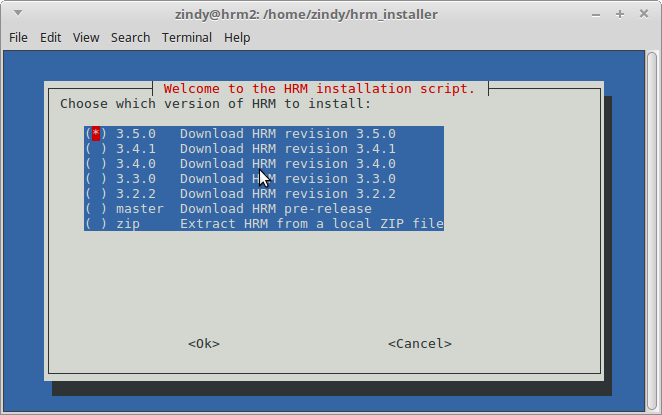 zindy@hrm2: /home/zindy/hrm_installer
File Edit View Search Terminal Help
Welcome to the HRM installation script.
Choose which version of HRM to install:
(*) 3.5.0 Download HRM revision 3.5.0
( ) 3.4.1 Download HRM revision 3.4.1
( ) 3.4.0 Download HRM revision 3.4.0
( ) 3.3.0 Download HRM revision 3.3.0
( ) 3.2.2 Download HRM revision 3.2.2
( ) master Download HRM pre-release
( ) zip Extract HRM from a local ZIP file
<Ok> <Cancel>